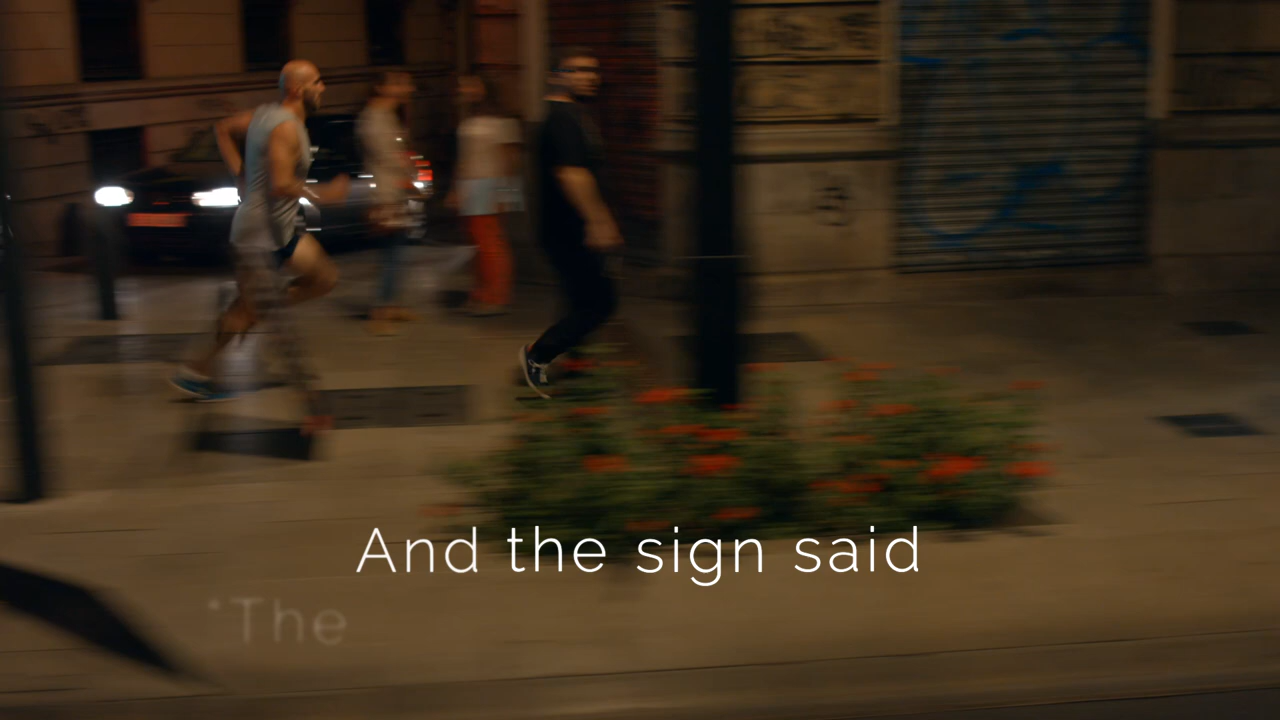 And the sign said
“The